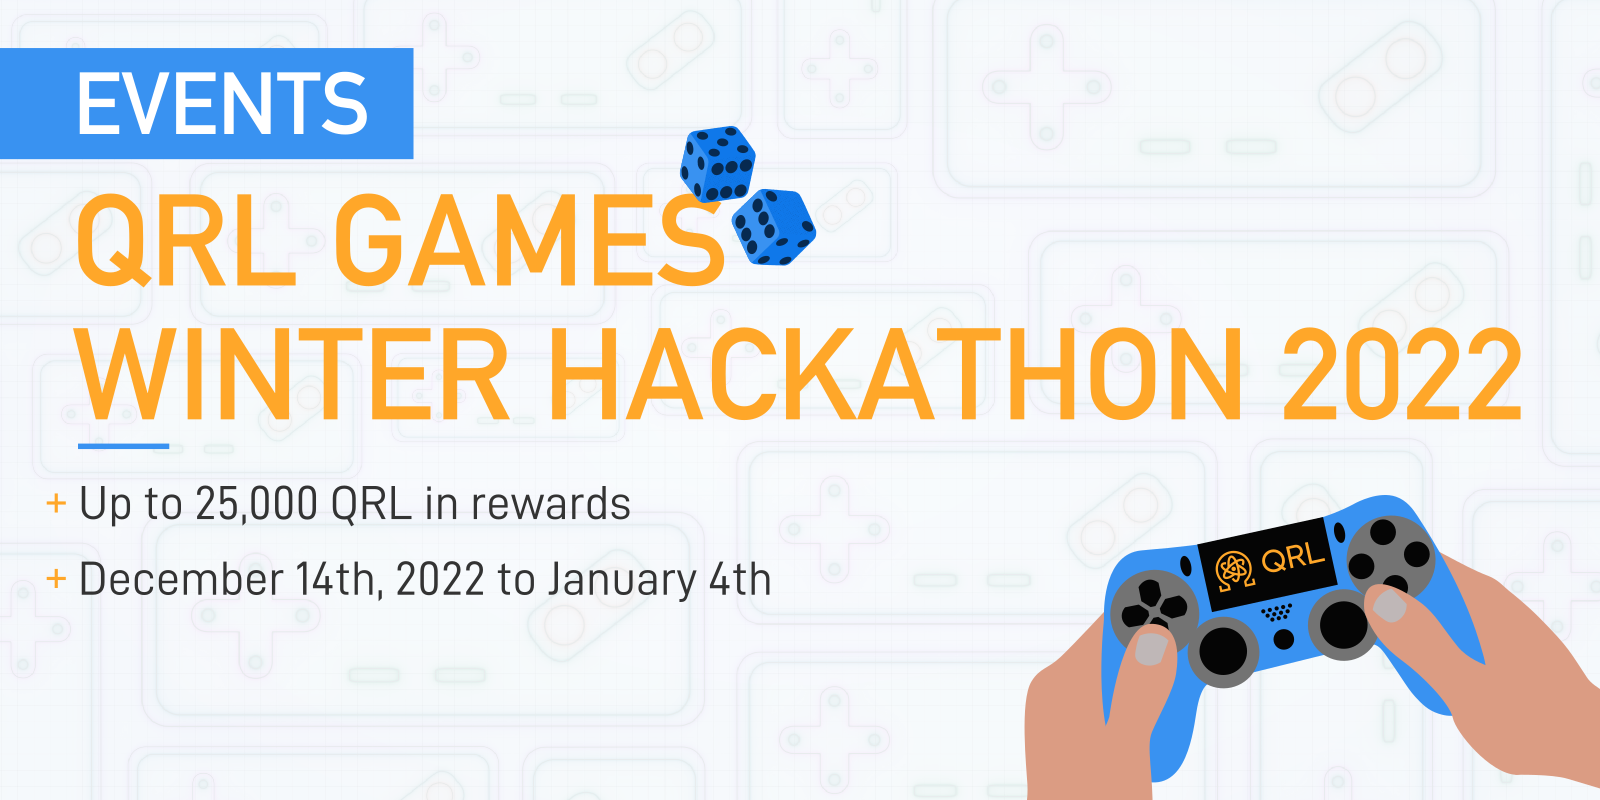 EVENTS
QRL GAMES
WINTER HACKATHON 2022
+ Up to 25,000 QRL in rewards
+ December 14th, 2022 to January 4th
QRL